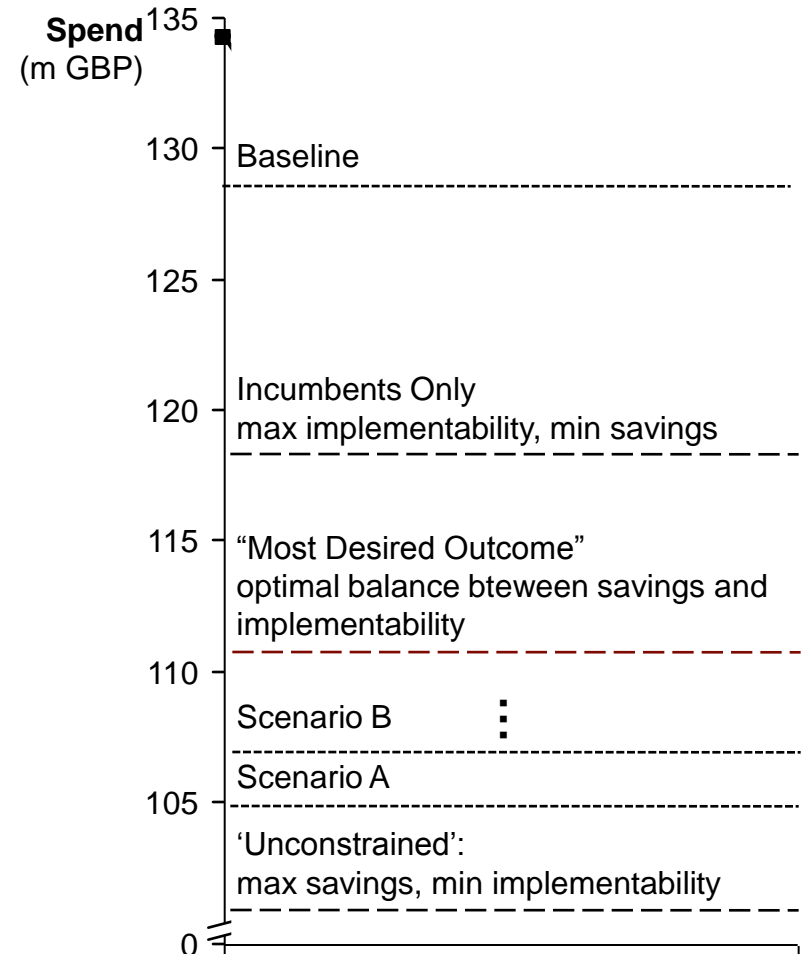 Spend
(m GBP)
135
130
Baseline
125
Incumbents Only
120
max implementability, min savings
115
“Most Desired Outcome”
optimal balance bteween savings and
implementability
110
Scenario B
Scenario A
105
‘Unconstrained’:
max savings, min implementability
0